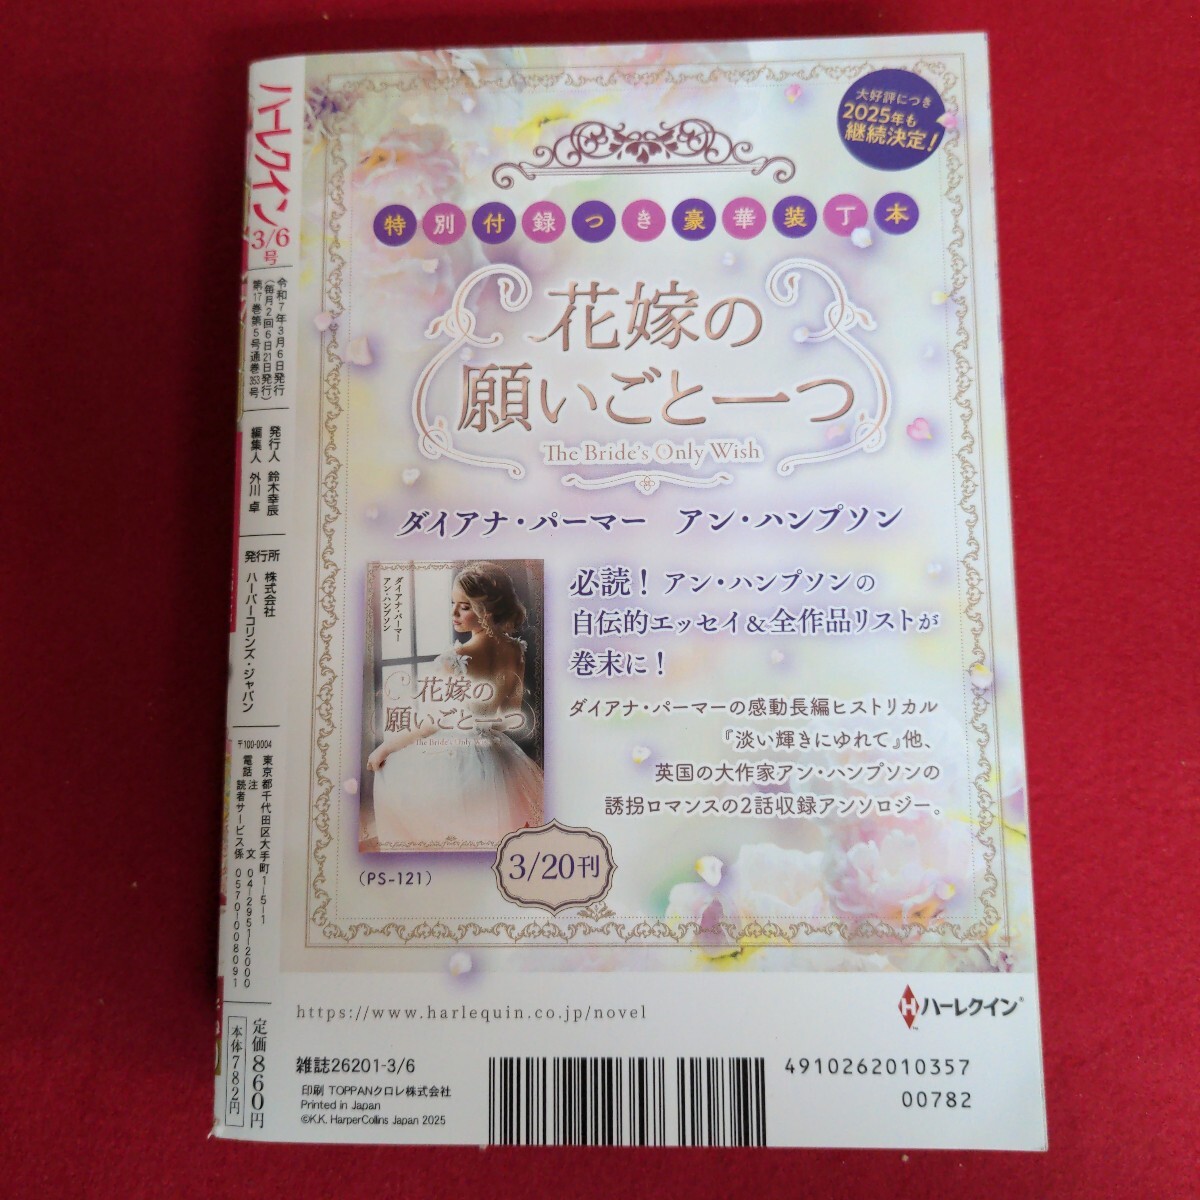 ハーレクイン 3/6号
令和7年3月6日発行
(毎月2回6日21日発行)
第17巻第5号通巻353号
発行人 鈴木幸辰
編集人 外川 卓
発行所 株式会社
ハーパーコリンズ・ジャパン
〒100-0004
東京都千代田区大手町1-5-1
電話 注文 04-2951-2000
読者サービス係 0570-008091
定価860円
本体782円
大好評につき
2025年も
継続決定!
特別付録つき豪華装丁本
花嫁の
願いごと一つ
The Bride's Only Wish
ダイアナ・パーマー アン・ハンプソン
必読! アン・ハンプソンの
自伝的エッセイ&全作品リストが
巻末に!
ダイアナ・パーマーの感動長編ヒストリカル
『淡い輝きにゆれて』他、
英国の大作家アン・ハンプソンの
誘拐ロマンスの2話収録アンソロジー。
ダイアナ・パーマー
アン・ハンプソン
花嫁の
願いごと一つ
The Bride's Only Wish
(PS-121)
3/20刊
https://www.harlequin.co.jp/novel
ハーレクイン®
雑誌26201-3/6
印刷 TOPPANクロレ株式会社
Printed in Japan
©K.K. HarperCollins Japan 2025
4910262010357
00782